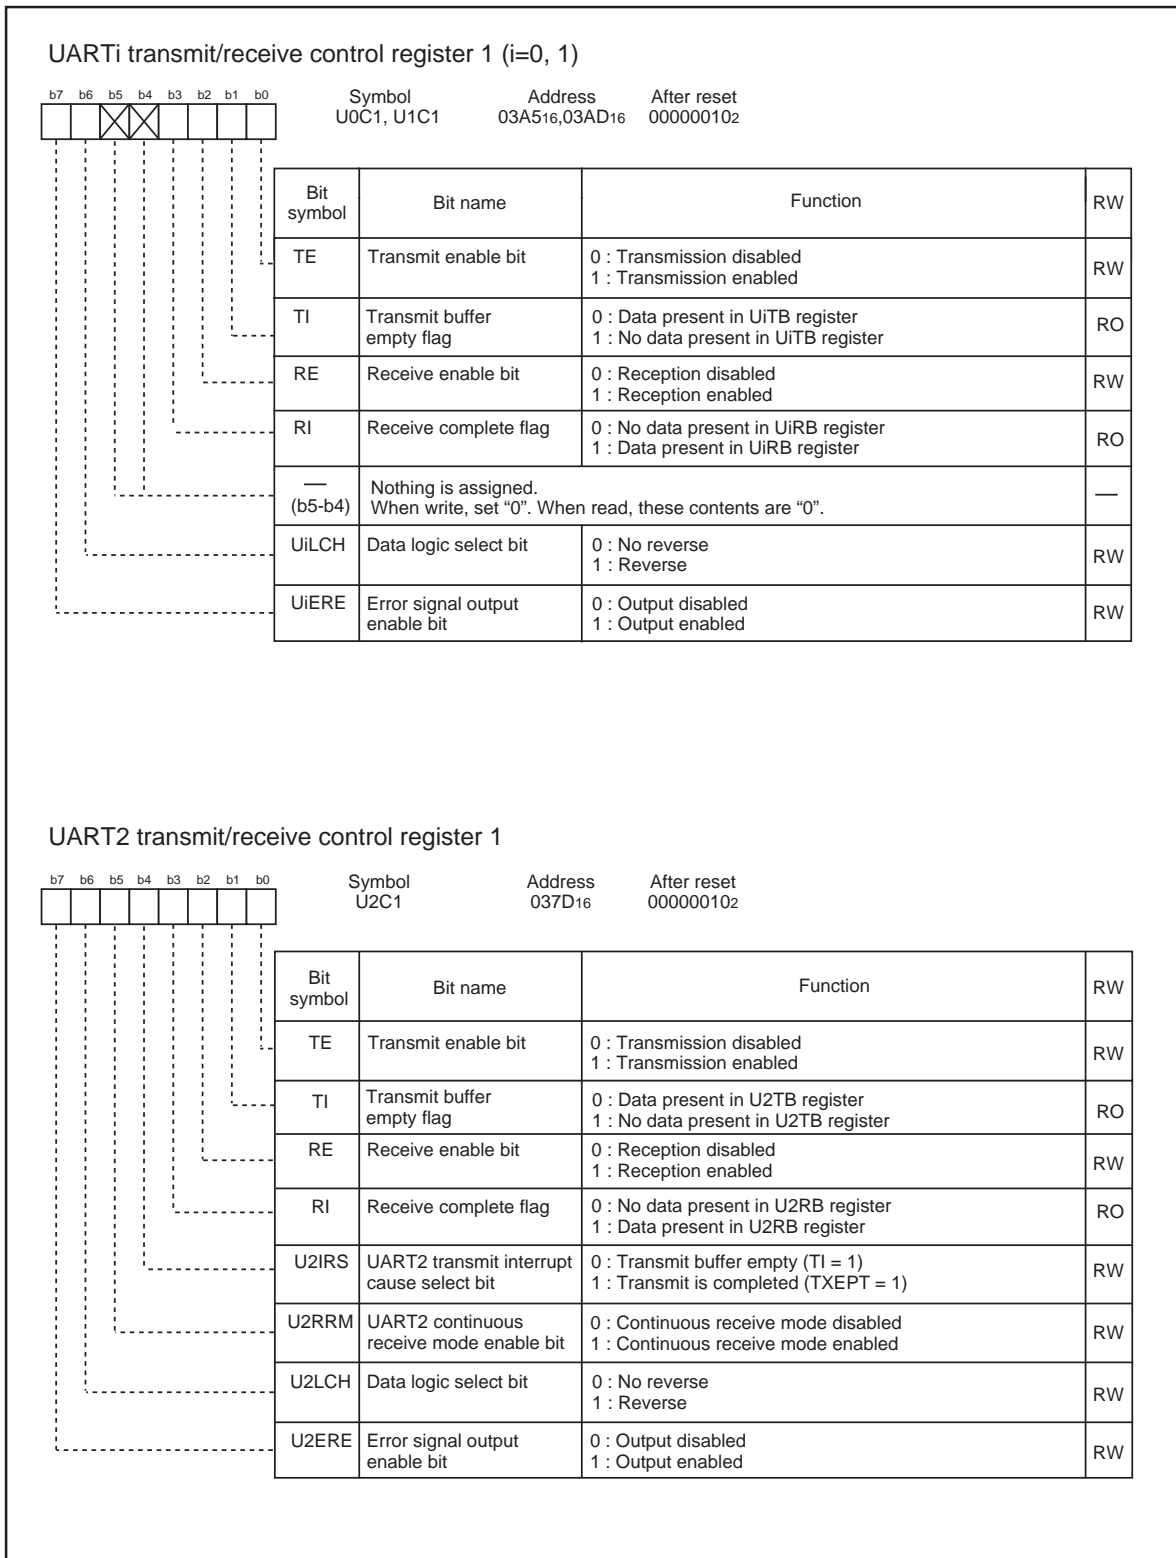 UARTi transmit/receive control register 1 (i=0, 1)
b7 b6 b5 b4 b3 b2 b1 b0
Symbol Address After reset
U0C1, U1C1 03A516,03AD16 000000102
Bit symbol Bit name Function RW
TE Transmit enable bit 0 : Transmission disabled
1 : Transmission enabled RW
TI Transmit buffer empty flag 0 : Data present in UiTB register
1 : No data present in UiTB register RO
RE Receive enable bit 0 : Reception disabled
1 : Reception enabled RW
RI Receive complete flag 0 : No data present in UiRB register
1 : Data present in UiRB register RO
— (b5-b4) Nothing is assigned.
When write, set “0”. When read, these contents are “0”. —
UiLCH Data logic select bit 0 : No reverse
1 : Reverse RW
UiERE Error signal output enable bit 0 : Output disabled
1 : Output enabled RW
UART2 transmit/receive control register 1
b7 b6 b5 b4 b3 b2 b1 b0
Symbol Address After reset
U2C1 037D16 000000102
Bit symbol Bit name Function RW
TE Transmit enable bit 0 : Transmission disabled
1 : Transmission enabled RW
TI Transmit buffer empty flag 0 : Data present in U2TB register
1 : No data present in U2TB register RO
RE Receive enable bit 0 : Reception disabled
1 : Reception enabled RW
RI Receive complete flag 0 : No data present in U2RB register
1 : Data present in U2RB register RO
U2IRS UART2 transmit interrupt cause select bit 0 : Transmit buffer empty (TI = 1)
1 : Transmit is completed (TXEPT = 1) RW
U2RRM UART2 continuous receive mode enable bit 0 : Continuous receive mode disabled
1 : Continuous receive mode enabled RW
U2LCH Data logic select bit 0 : No reverse
1 : Reverse RW
U2ERE Error signal output enable bit 0 : Output disabled
1 : Output enabled RW